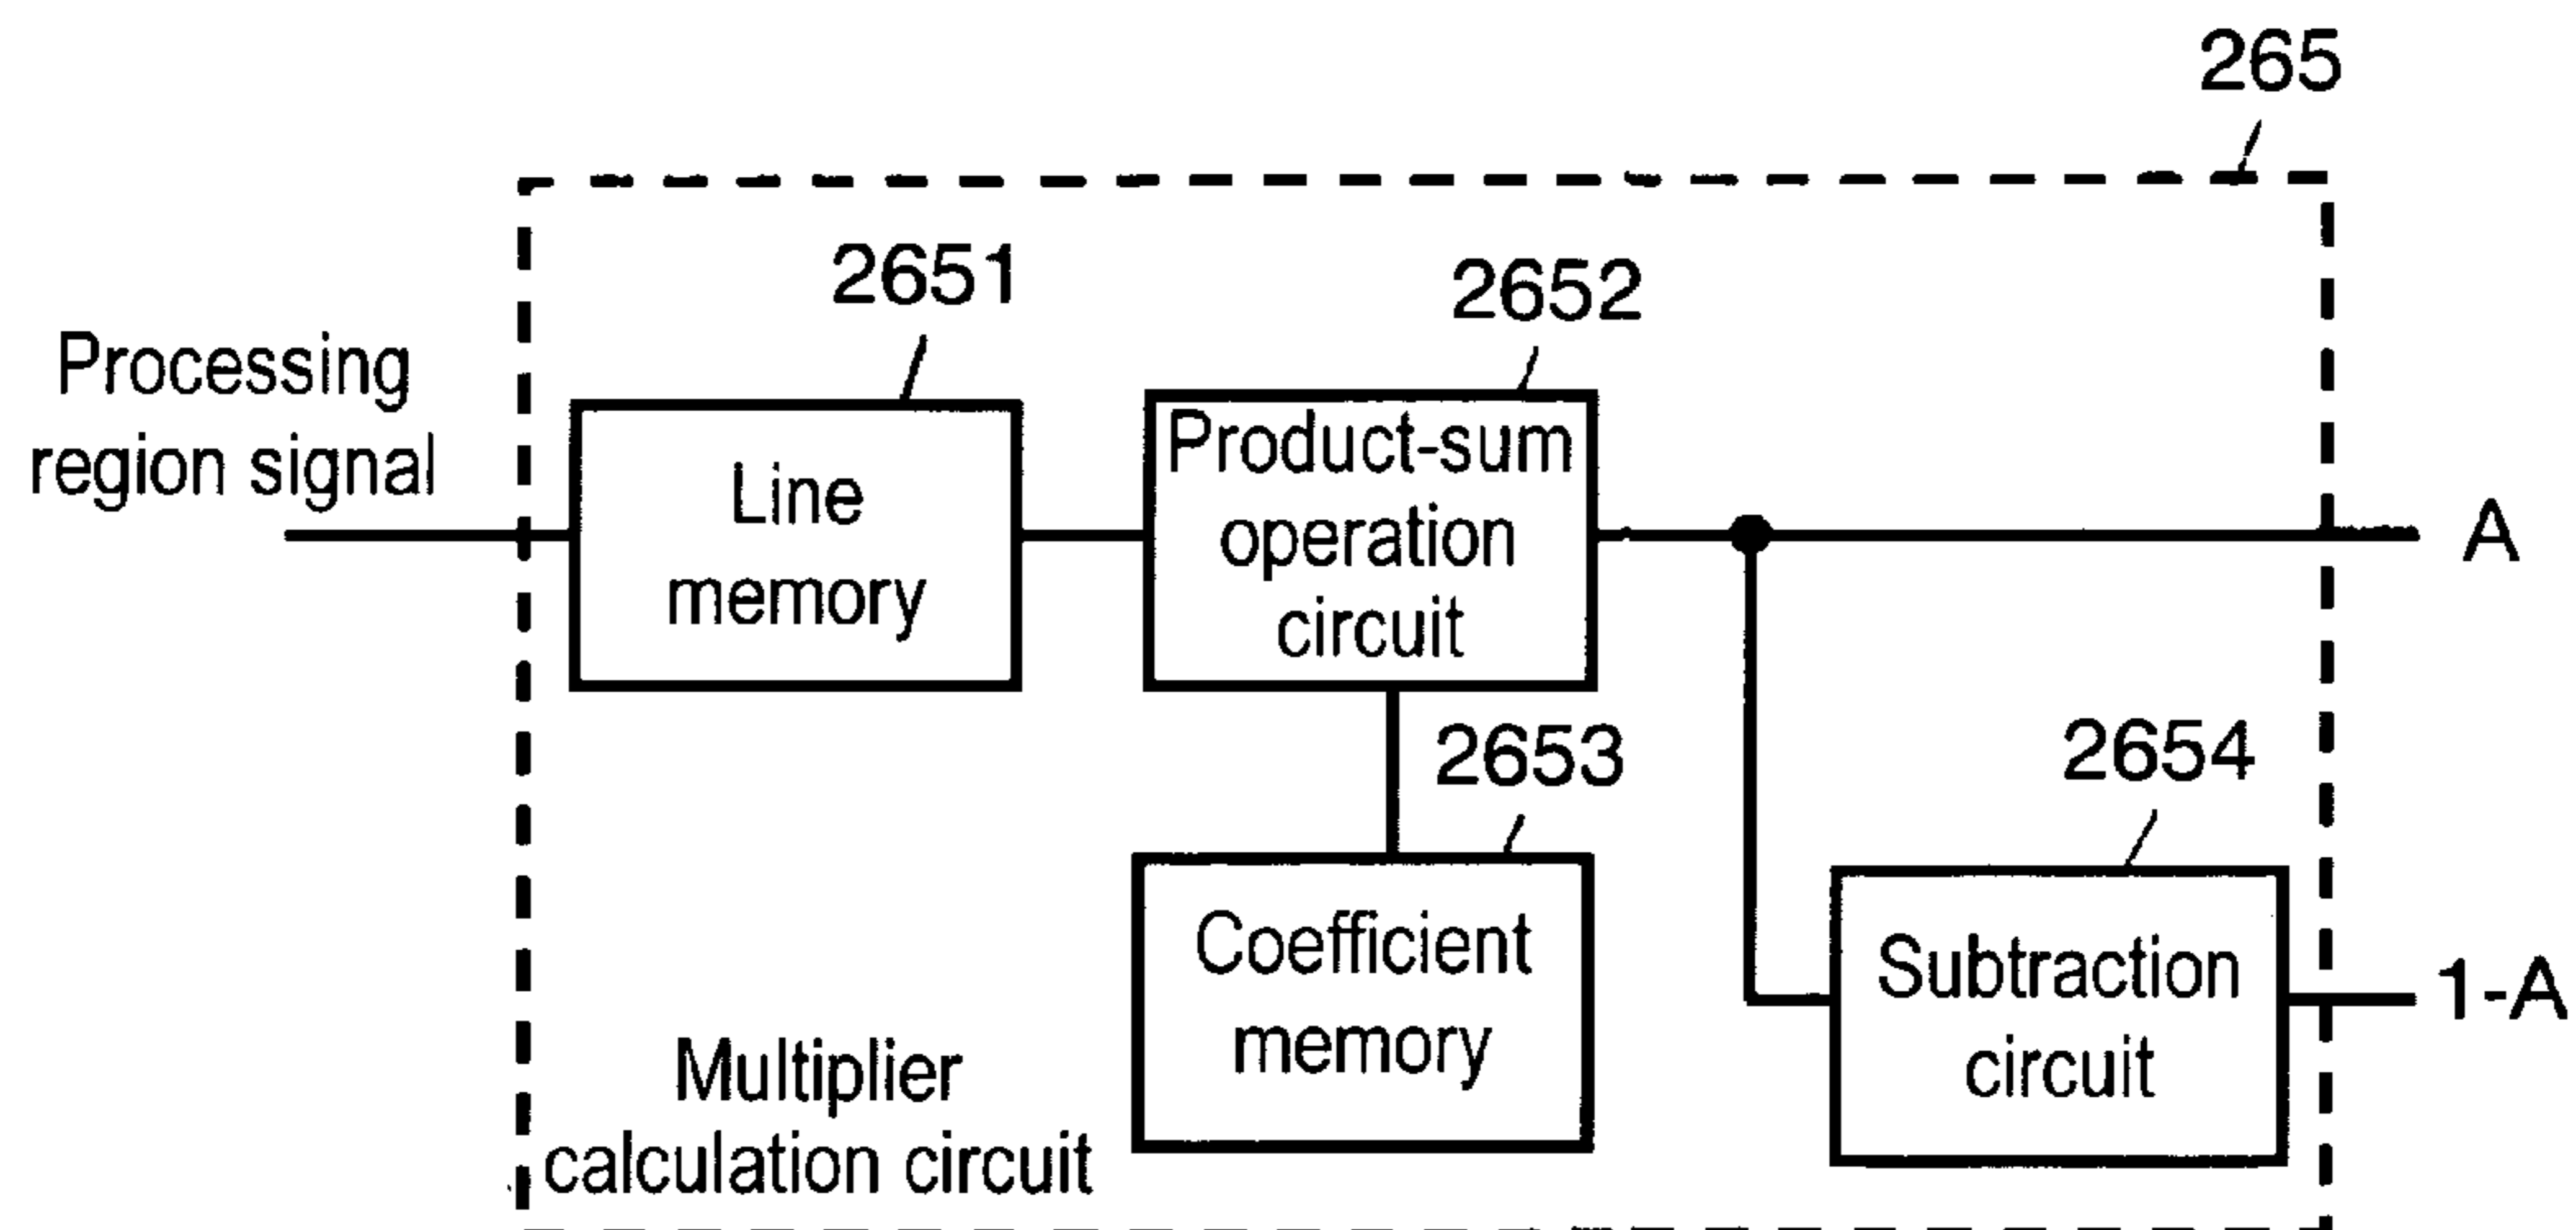 265
2651
2652
Processing
region signal
Line
memory
Product-sum
operation
circuit
A
2653
2654
Coefficient
memory
Subtraction
circuit
1-A
Multiplier
calculation circuit